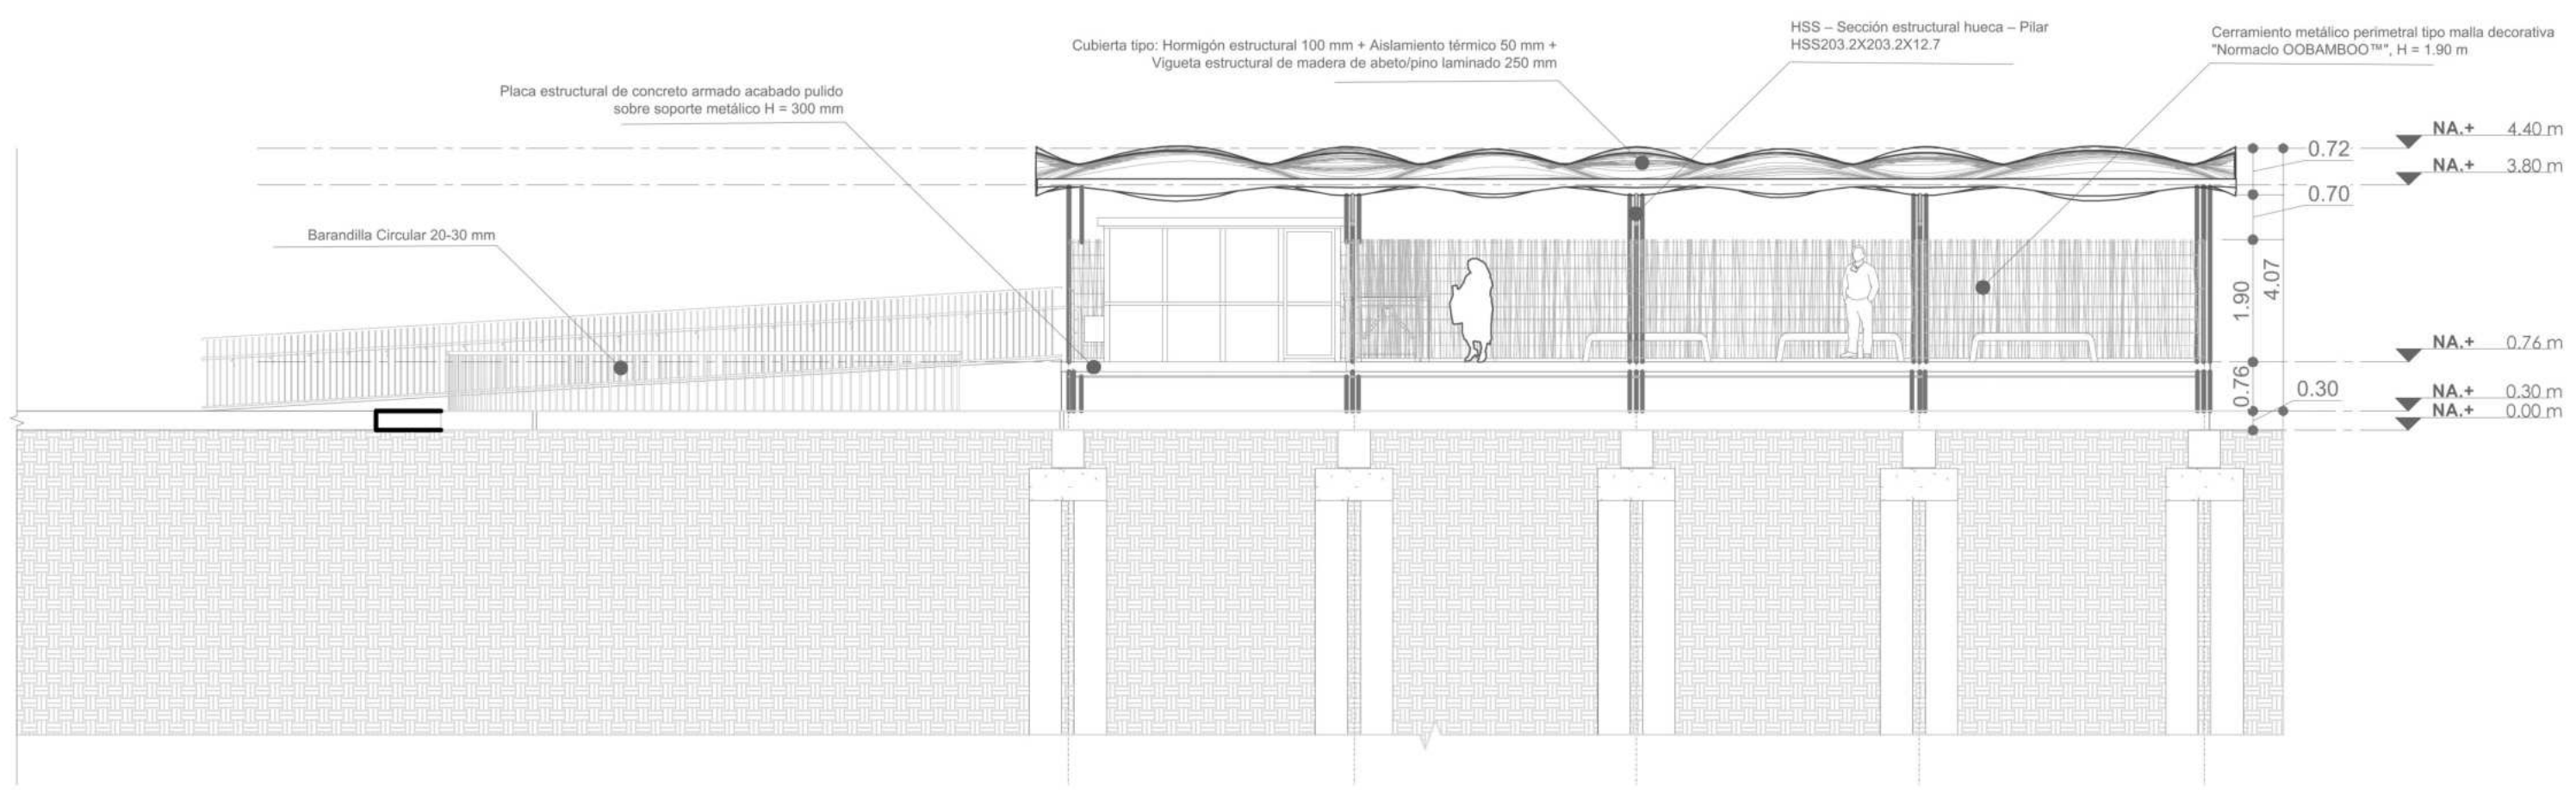 HSS – Sección estructural hueca – Pilar
HSS203.2X203.2X12.7
Cerramiento metálico perimetral tipo malla decorativa
"Normaclo OOBAMBOO™", H = 1.90 m
Cubierta tipo: Hormigón estructural 100 mm + Aislamiento térmico 50 mm +
Vigueta estructural de madera de abeto/pino laminado 250 mm
Placa estructural de concreto armado acabado pulido
sobre soporte metálico H = 300 mm
Barandilla Circular 20-30 mm
NA.+ 4.40 m
0.72
NA.+ 3.80 m
0.70
1.90
4.07
NA.+ 0.76 m
0.76
0.30
NA.+ 0.30 m
NA.+ 0.00 m